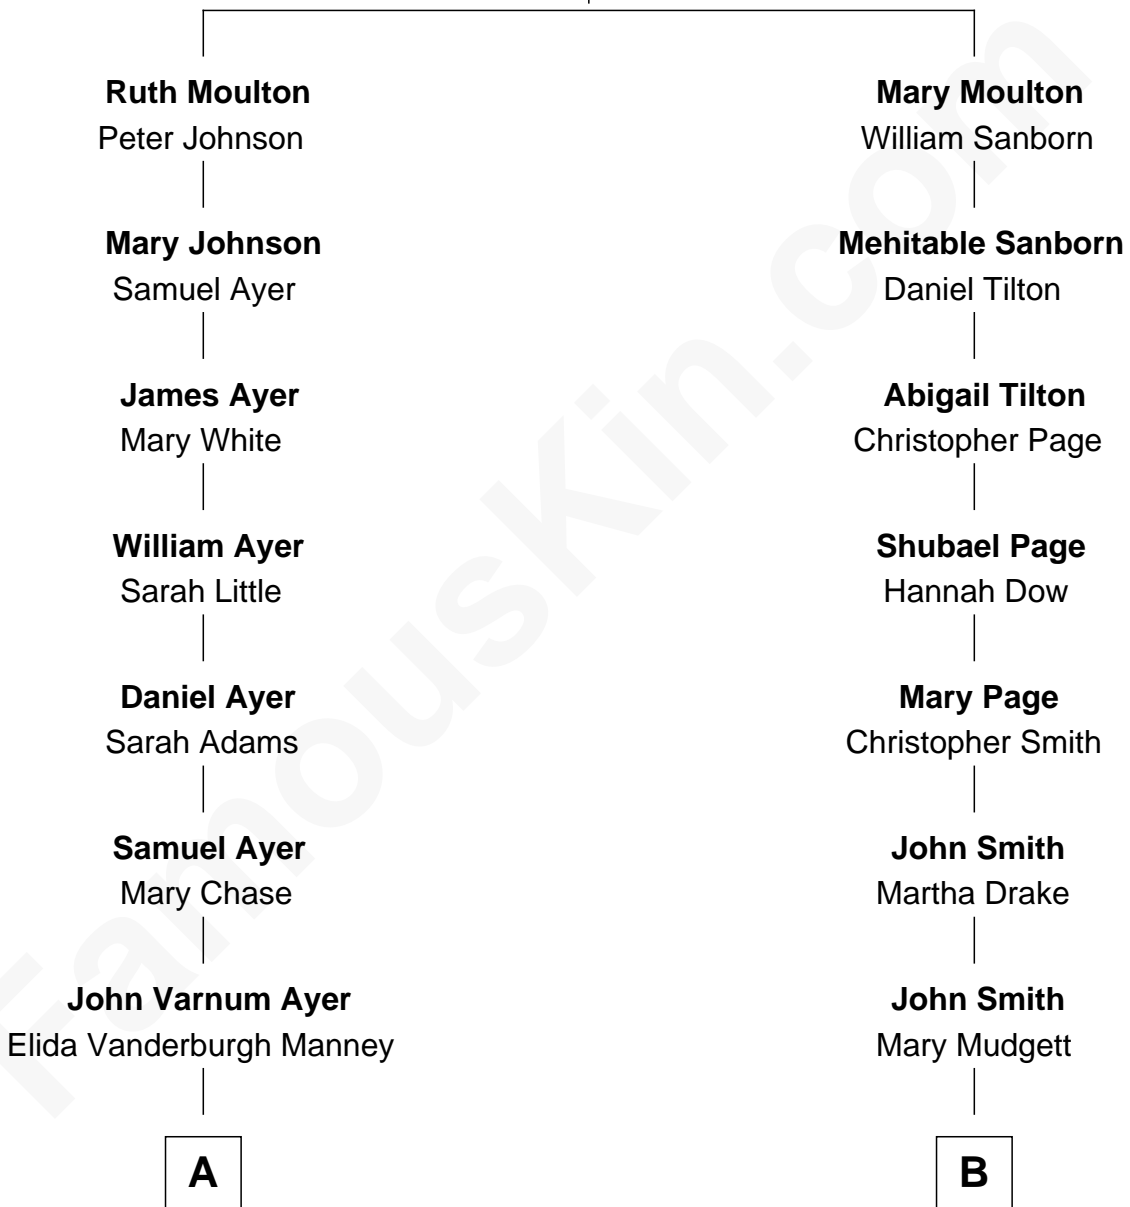 Ruth Moulton
Peter Johnson
Mary Moulton
William Sanborn
Mary Johnson
Samuel Ayer
Mehitable Sanborn
Daniel Tilton
James Ayer
Mary White
Abigail Tilton
Christopher Page
William Ayer
Sarah Little
Shubael Page
Hannah Dow
Daniel Ayer
Sarah Adams
Mary Page
Christopher Smith
Samuel Ayer
Mary Chase
John Smith
Martha Drake
John Varnum Ayer
Elida Vanderburgh Manney
John Smith
Mary Mudgett
A
B
FamousKin.com